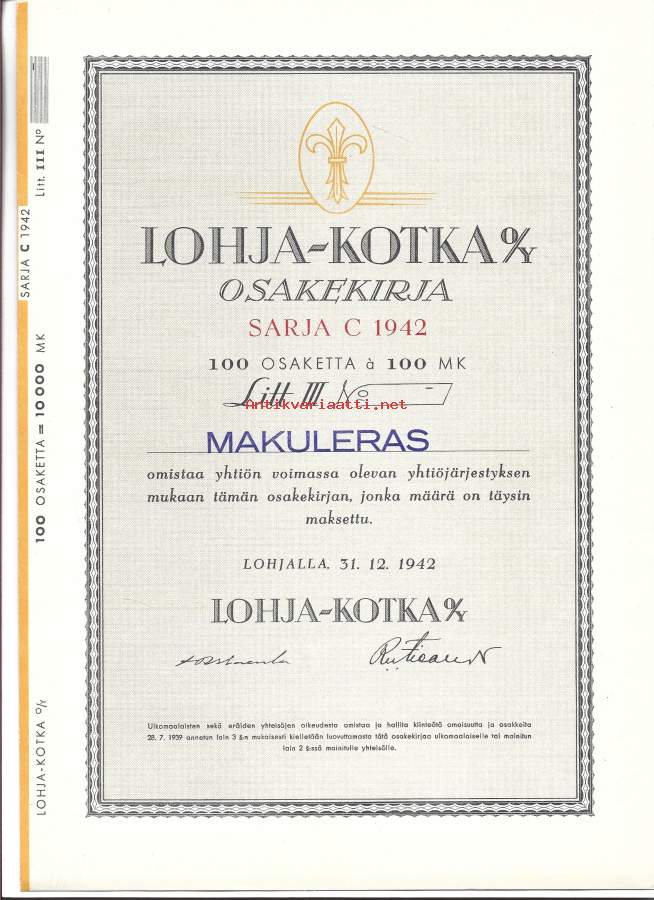 LOHJA-KOTKA O/Y
OSAKEKIRJA
SARJA C 1942
100 OSAKETTA à 100 MK
Litt. III No -
Antikvariaatti.net
MAKULERAS
omistaa yhtiön voimassa olevan yhtiöjärjestyksen
mukaan tämän osakekirjan, jonka määrä on täysin
maksettu.
LOHJALLA, 31. 12. 1942
LOHJA-KOTKA O/Y
Ulkomaalaisten sekä eräiden yhteisöjen oikeudesta omistaa ja hallita kiinteätä omaisuutta ja osakkeita
28. 7. 1939 annetun lain 3 §:n mukaisesti kielletään luovuttamasta tätä osakekirjaa ulkomaalaiselle tai mainitun
lain 2 §:ssä mainitulle yhteisölle.
LOHJA-KOTKA O/Y
100 OSAKETTA = 10 000 MK
SARJA C 1942
Litt. III No -